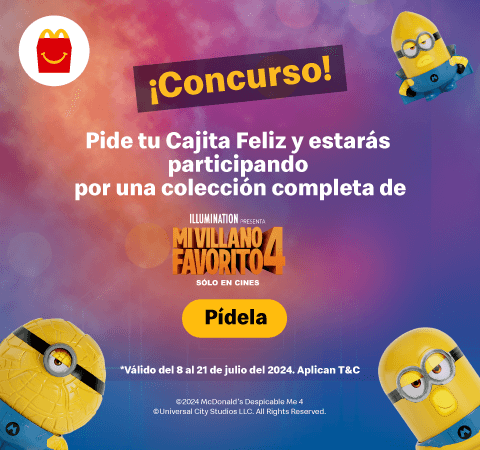 ¡Concurso!
Pide tu Cajita Feliz y estarás
participando
por una colección completa de
ILLUMINATION PRESENTA
MI VILLANO
FAVORITO 4
SÓLO EN CINES
Pídela
*Válido del 8 al 21 de julio del 2024. Aplican T&C
©2024 McDonald's Despicable Me 4
©Universal City Studios LLC. All Rights Reserved.